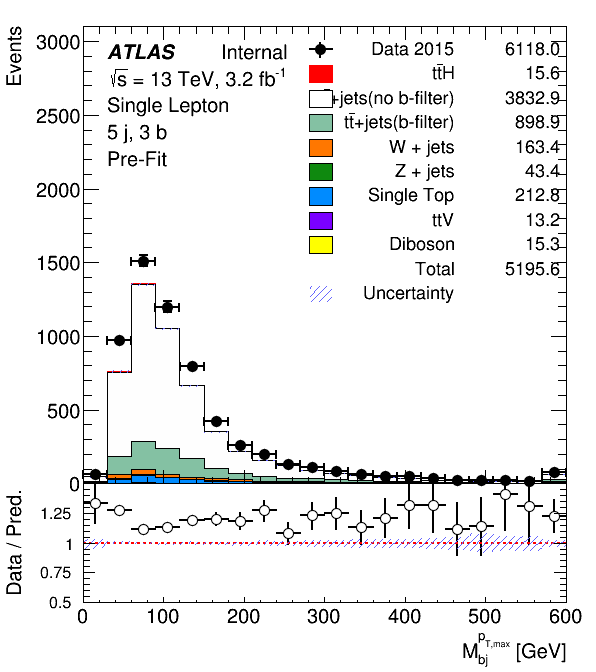 ATLAS Internal
√s = 13 TeV, 3.2 fb⁻¹
Single Lepton
5 j, 3 b
Pre-Fit
Data 2015 6118.0
tt̄H 15.6
+jets(no b-filter) 3832.9
tt̄+jets(b-filter) 898.9
W + jets 163.4
Z + jets 43.4
Single Top 212.8
ttV 13.2
Diboson 15.3
Total 5195.6
Uncertainty
Events
3000
2500
2000
1500
1000
500
0
Data / Pred.
1.25
1
0.75
0.5
0 100 200 300 400 500 600
M_bj^pT,max [GeV]